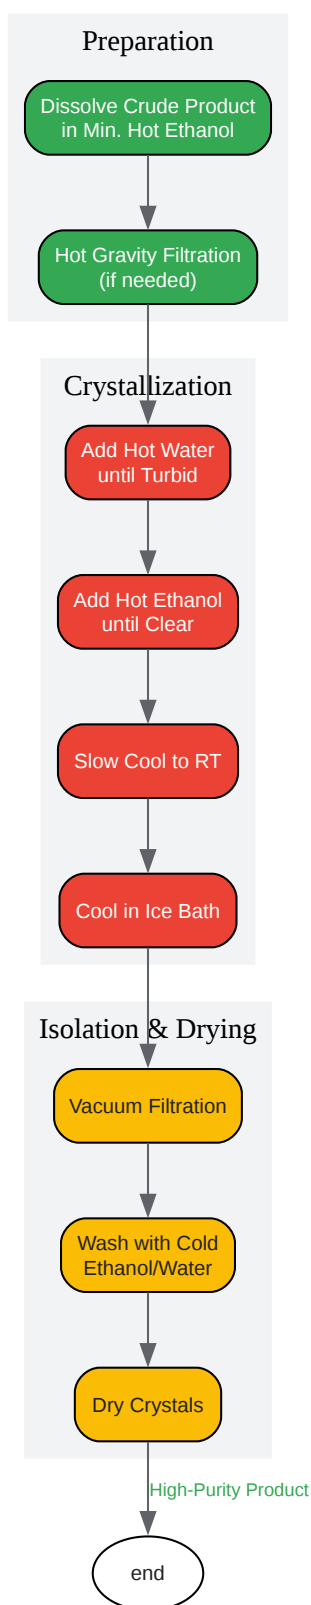 Preparation
Dissolve Crude Product
in Min. Hot Ethanol
Hot Gravity Filtration
(if needed)
Crystallization
Add Hot Water
until Turbid
Add Hot Ethanol
until Clear
Slow Cool to RT
Cool in Ice Bath
Isolation & Drying
Vacuum Filtration
Wash with Cold
Ethanol/Water
Dry Crystals
High-Purity Product
end